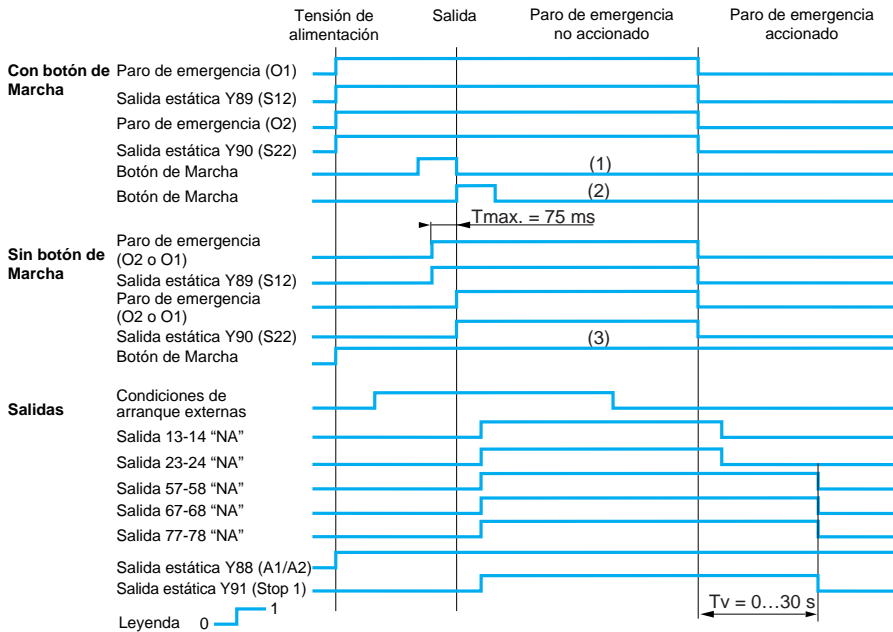 Tensión de alimentación
Salida
Paro de emergencia no accionado
Paro de emergencia accionado
Con botón de Marcha
Paro de emergencia (O1)
Salida estática Y89 (S12)
Paro de emergencia (O2)
Salida estática Y90 (S22)
Botón de Marcha
(1)
Botón de Marcha
(2)
Tmax. = 75 ms
Sin botón de Marcha
Paro de emergencia (O2 o O1)
Salida estática Y89 (S12)
Paro de emergencia (O2 o O1)
Salida estática Y90 (S22)
(3)
Botón de Marcha
Salidas
Condiciones de arranque externas
Salida 13-14 “NA”
Salida 23-24 “NA”
Salida 57-58 “NA”
Salida 67-68 “NA”
Salida 77-78 “NA”
Salida estática Y88 (A1/A2)
Salida estática Y91 (Stop 1)
Tv = 0…30 s
Leyenda 0 1